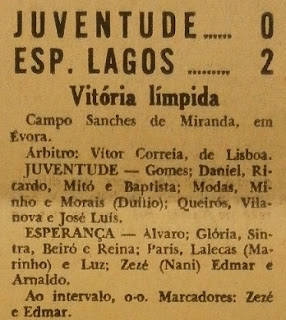 JUVENTUDE ...... 0
ESP. LAGOS ......... 2
Vitória límpida
Campo Sanches de Miranda, em
Évora.
Árbitro: Vítor Correia, de Lisboa.
JUVENTUDE — Gomes; Daniel, Ri-
cardo, Mitó e Baptista; Modas, Mi-
nho e Morais (Duílio); Queirós, Vila-
nova e José Luís.
ESPERANÇA — Alvaro; Glória, Sin-
tra, Beiró e Reina; Paris, Lalecas (Ma-
rinho) e Luz; Zezé (Nani) Edmar e
Arnaldo.
Ao intervalo, o-o. Marcadores: Zezé
e Edmar.